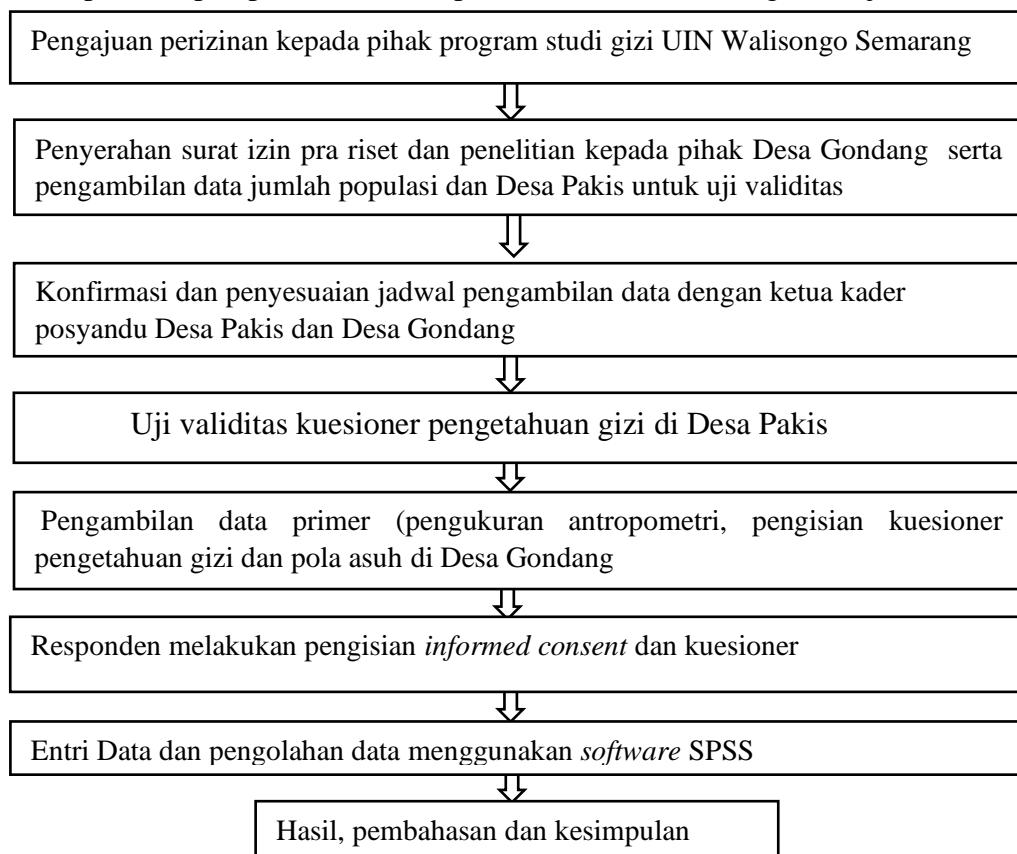 Pengajuan perizinan kepada pihak program studi gizi UIN Walisongo Semarang
Penyerahan surat izin pra riset dan penelitian kepada pihak Desa Gondang serta
pengambilan data jumlah populasi dan Desa Pakis untuk uji validitas
Konfirmasi dan penyesuaian jadwal pengambilan data dengan ketua kader
posyandu Desa Pakis dan Desa Gondang
Uji validitas kuesioner pengetahuan gizi di Desa Pakis
Pengambilan data primer (pengukuran antropometri, pengisian kuesioner
pengetahuan gizi dan pola asuh di Desa Gondang
Responden melakukan pengisian informed consent dan kuesioner
Entri Data dan pengolahan data menggunakan software SPSS
Hasil, pembahasan dan kesimpulan